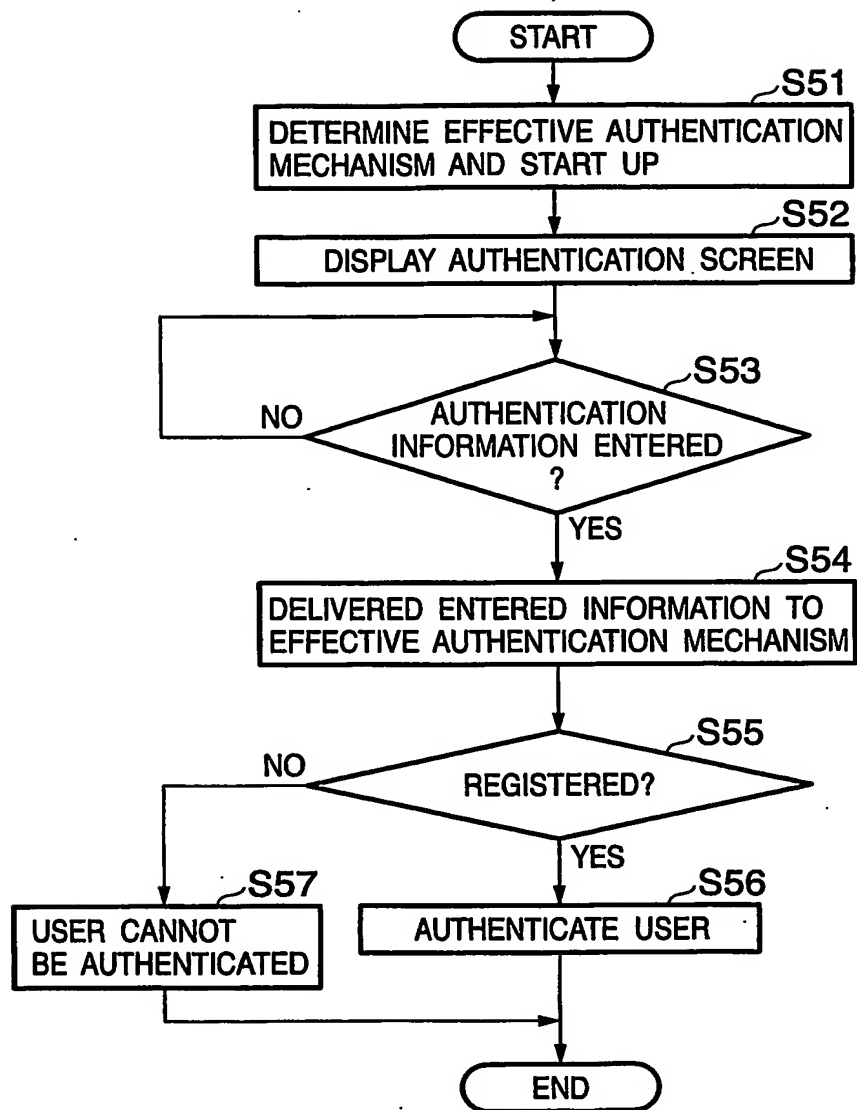 START
S51
DETERMINE EFFECTIVE AUTHENTICATION
MECHANISM AND START UP
S52
DISPLAY AUTHENTICATION SCREEN
S53
NO
AUTHENTICATION
INFORMATION ENTERED
?
YES
S54
DELIVERED ENTERED INFORMATION TO
EFFECTIVE AUTHENTICATION MECHANISM
S55
NO
REGISTERED?
YES
S57
USER CANNOT
BE AUTHENTICATED
S56
AUTHENTICATE USER
END